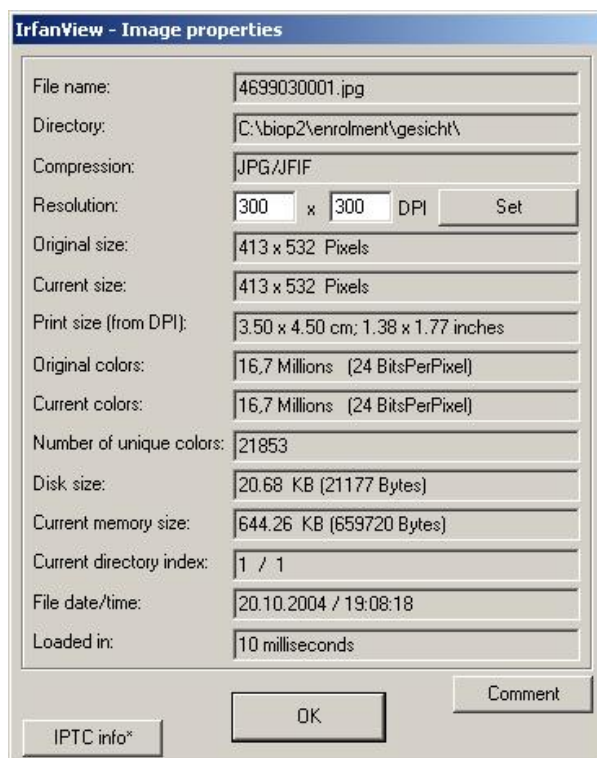 IrfanView - Image properties
File name: 4699030001.jpg
Directory: C:\biop2\enrolment\gesicht\
Compression: JPG/JFIF
Resolution: 300 x 300 DPI Set
Original size: 413 x 532 Pixels
Current size: 413 x 532 Pixels
Print size (from DPI): 3.50 x 4.50 cm; 1.38 x 1.77 inches
Original colors: 16,7 Millions (24 BitsPerPixel)
Current colors: 16,7 Millions (24 BitsPerPixel)
Number of unique colors: 21853
Disk size: 20.68 KB (21177 Bytes)
Current memory size: 644.26 KB (659720 Bytes)
Current directory index: 1 / 1
File date/time: 20.10.2004 / 19:08:18
Loaded in: 10 milliseconds
Comment
OK
IPTC info*